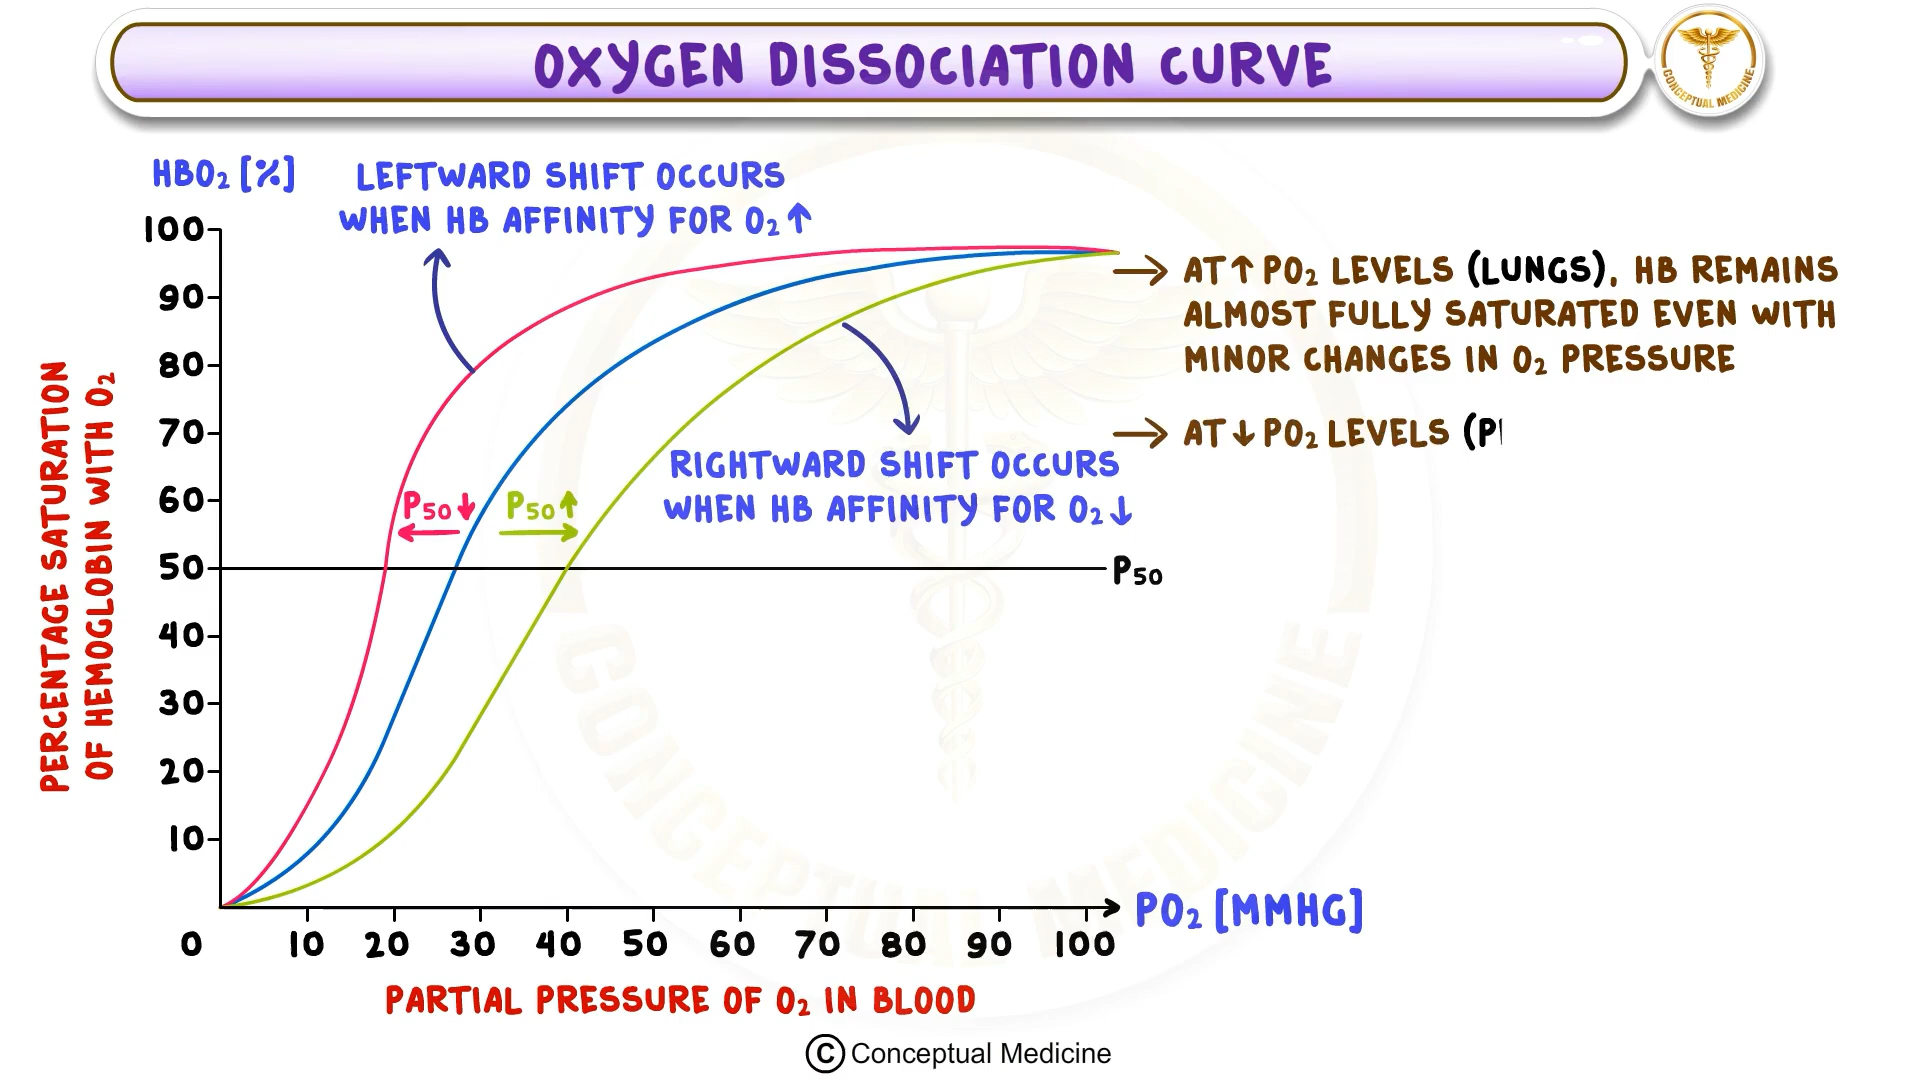 OXYGEN DISSOCIATION CURVE
CONCEPTUAL MEDICINE
HBO₂ [%]
LEFTWARD SHIFT OCCURS
WHEN HB AFFINITY FOR O₂ ↑
100
90
80
70
60
50
40
30
20
10
PERCENTAGE SATURATION
OF HEMOGLOBIN WITH O₂
P₅₀ ↓
P₅₀ ↑
RIGHTWARD SHIFT OCCURS
WHEN HB AFFINITY FOR O₂ ↓
P₅₀
→ AT ↑ PO₂ LEVELS (LUNGS), HB REMAINS
ALMOST FULLY SATURATED EVEN WITH
MINOR CHANGES IN O₂ PRESSURE
→ AT ↓ PO₂ LEVELS (P
CONCEPTUAL MEDICINE
0 10 20 30 40 50 60 70 80 90 100
PO₂ [MMHG]
PARTIAL PRESSURE OF O₂ IN BLOOD
© Conceptual Medicine